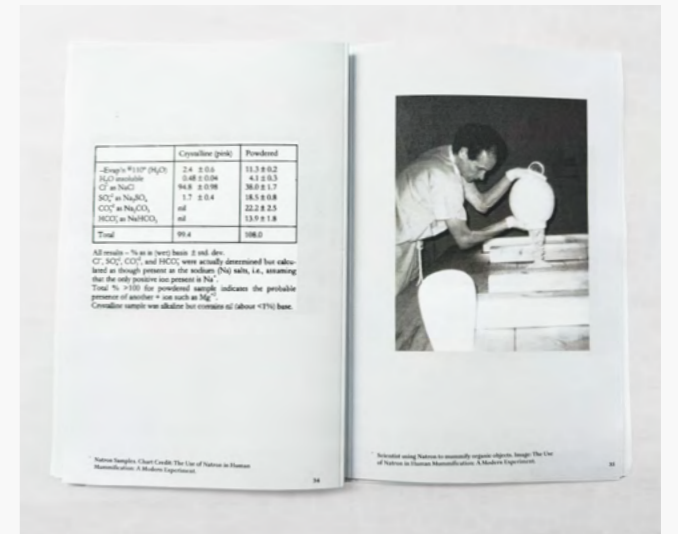 Crystalline (pink) Powdered
–Evap'n @110° (H₂O) 2.4 ±0.6 11.3±0.2
H₂O insoluble 0.48±0.04 4.1±0.3
Cl⁻ as NaCl 94.8 ±0.98 38.0±1.7
SO₄²⁻ as Na₂SO₄ 1.7 ±0.4 18.5±0.8
CO₃²⁻ as Na₂CO₃ nil 22.2±2.5
HCO₃⁻ as NaHCO₃ nil 13.9±1.8
Total 99.4 108.0
All results – % as is (wet) basis ± std. dev.
Cl⁻, SO₄²⁻, CO₃²⁻, and HCO₃⁻ were actually determined but calcu-
lated as though present as the sodium (Na) salts, i.e., assuming
that the only positive ion present is Na⁺.
Total % >100 for powdered sample indicates the probable
presence of another + ion such as Mg⁺².
Crystalline sample was alkaline but contains nil (about <1%) base.
Natron Samples. Chart Credit: The Use of Natron in Human
Mummification: A Modern Experiment.
34
Scientist using Natron to mummify organic objects. Image: The Use
of Natron in Human Mummification: A Modern Experiment.
35